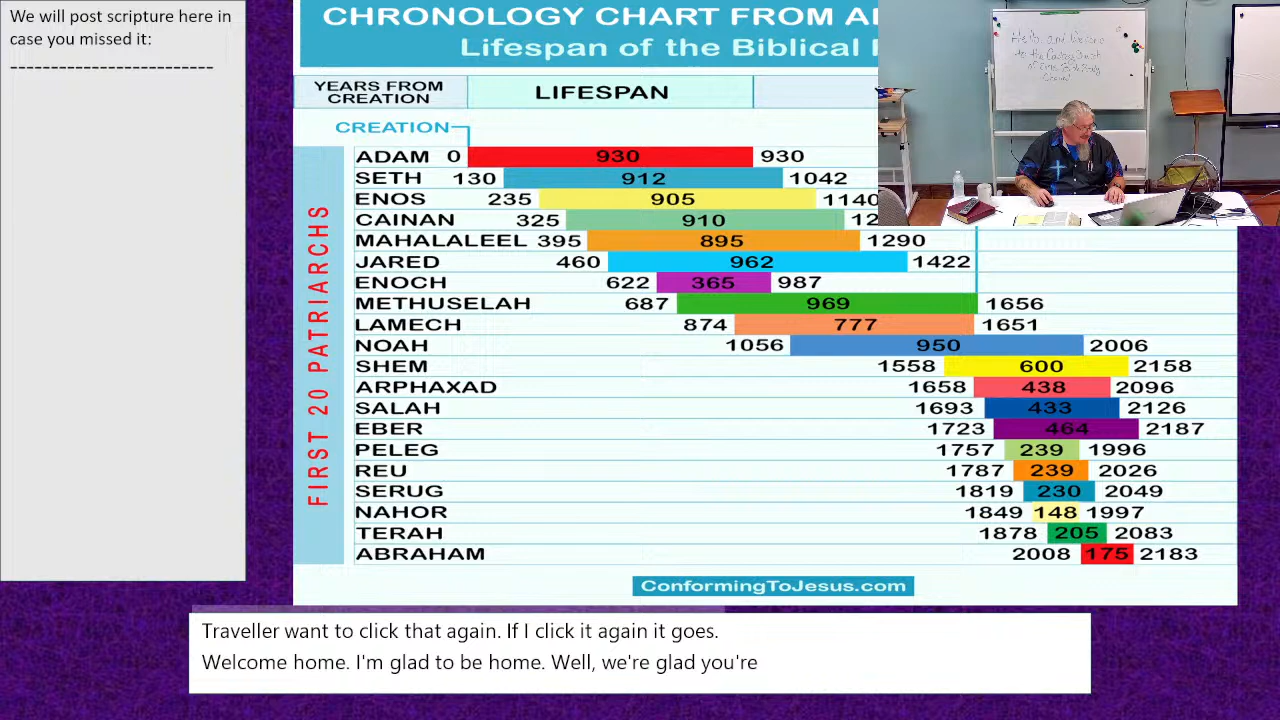 We will post scripture here in
case you missed it:
-------------------------
CHRONOLOGY CHART FROM A
Lifespan of the Biblical
YEARS FROM
CREATION
LIFESPAN
CREATION
FIRST 20 PATRIARCHS
ADAM 0 930 930
SETH 130 912 1042
ENOS 235 905 1140
CAINAN 325 910 12
MAHALALEEL 395 895 1290
JARED 460 962 1422
ENOCH 622 365 987
METHUSELAH 687 969 1656
LAMECH 874 777 1651
NOAH 1056 950 2006
SHEM 1558 600 2158
ARPHAXAD 1658 438 2096
SALAH 1693 433 2126
EBER 1723 464 2187
PELEG 1757 239 1996
REU 1787 239 2026
SERUG 1819 230 2049
NAHOR 1849 148 1997
TERAH 1878 205 2083
ABRAHAM 2008 175 2183
ConformingToJesus.com
Hello and Welcome
to the
Traveller want to click that again. If I click it again it goes.
Welcome home. I'm glad to be home. Well, we're glad you're